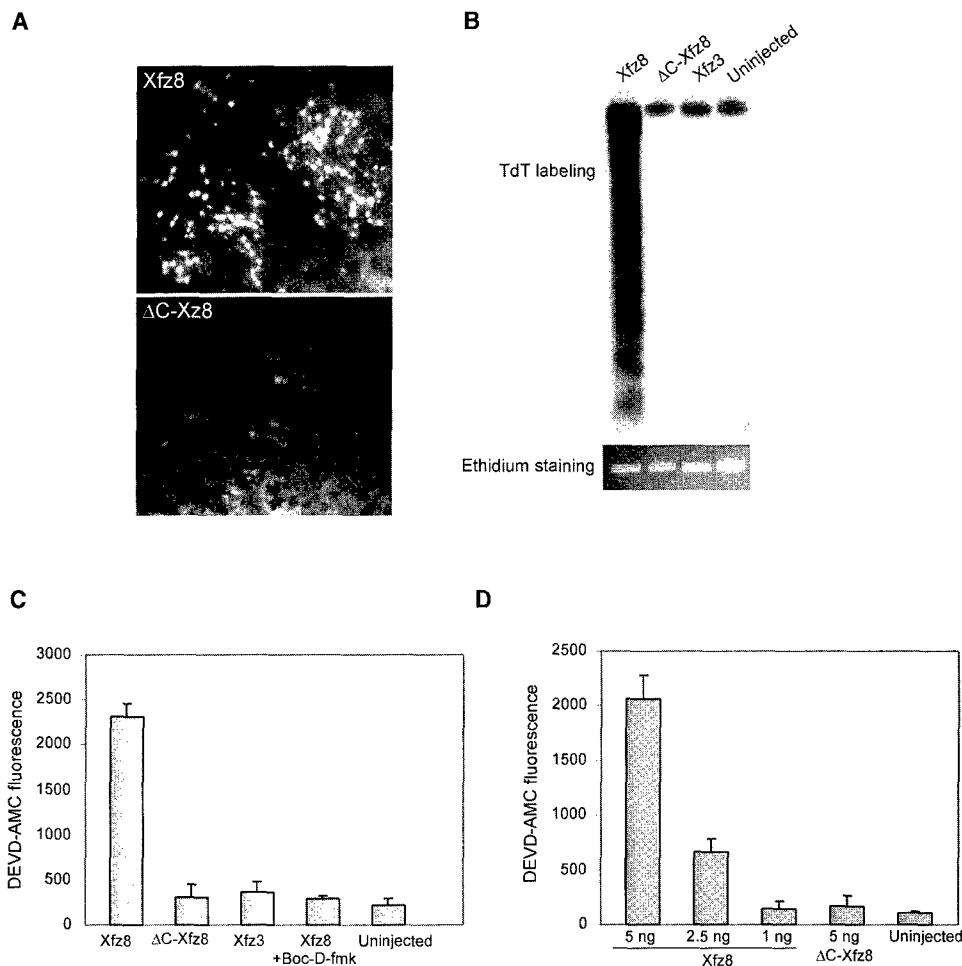 A
Xfz8
ΔC-Xz8
B
Xfz8
ΔC-Xfz8
Xfz3
Uninjected
TdT labeling
Ethidium staining
C
DEVD-AMC fluorescence
3000
2500
2000
1500
1000
500
0
Xfz8
ΔC-Xfz8
Xfz3
Xfz8
+Boc-D-fmk
Uninjected
D
DEVD-AMC fluorescence
2500
2000
1500
1000
500
0
5 ng
2.5 ng
1 ng
5 ng
Uninjected
Xfz8
ΔC-Xfz8